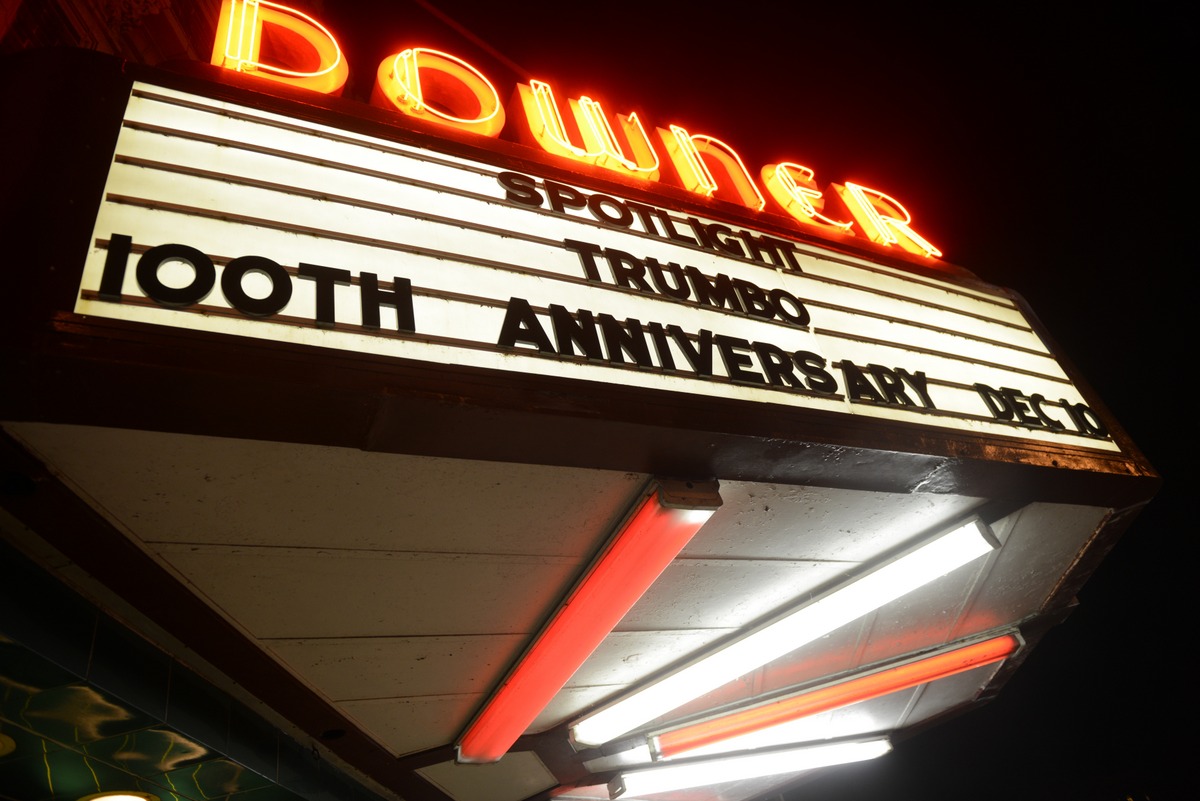 DOWNER
SPOTLIGHT
TRUMBO
100TH ANNIVERSARY DEC 10